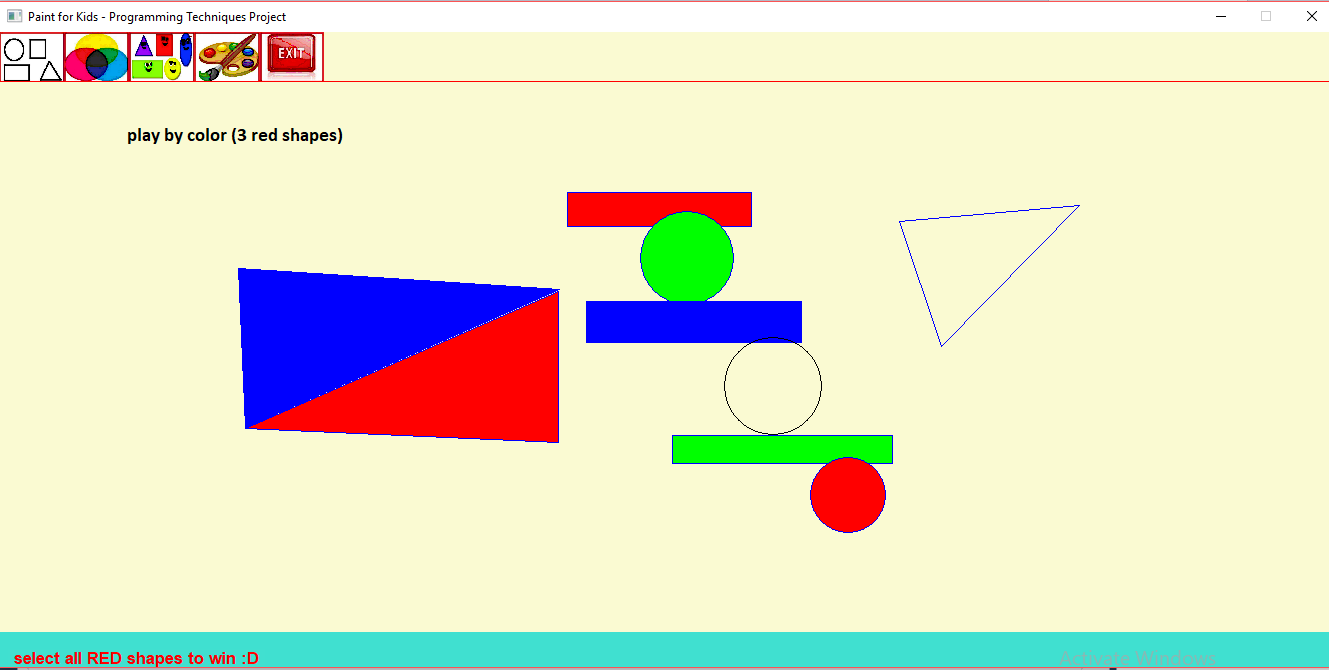 Paint for Kids - Programming Techniques Project
EXIT
play by color (3 red shapes)
select all RED shapes to win :D
Activate Windows